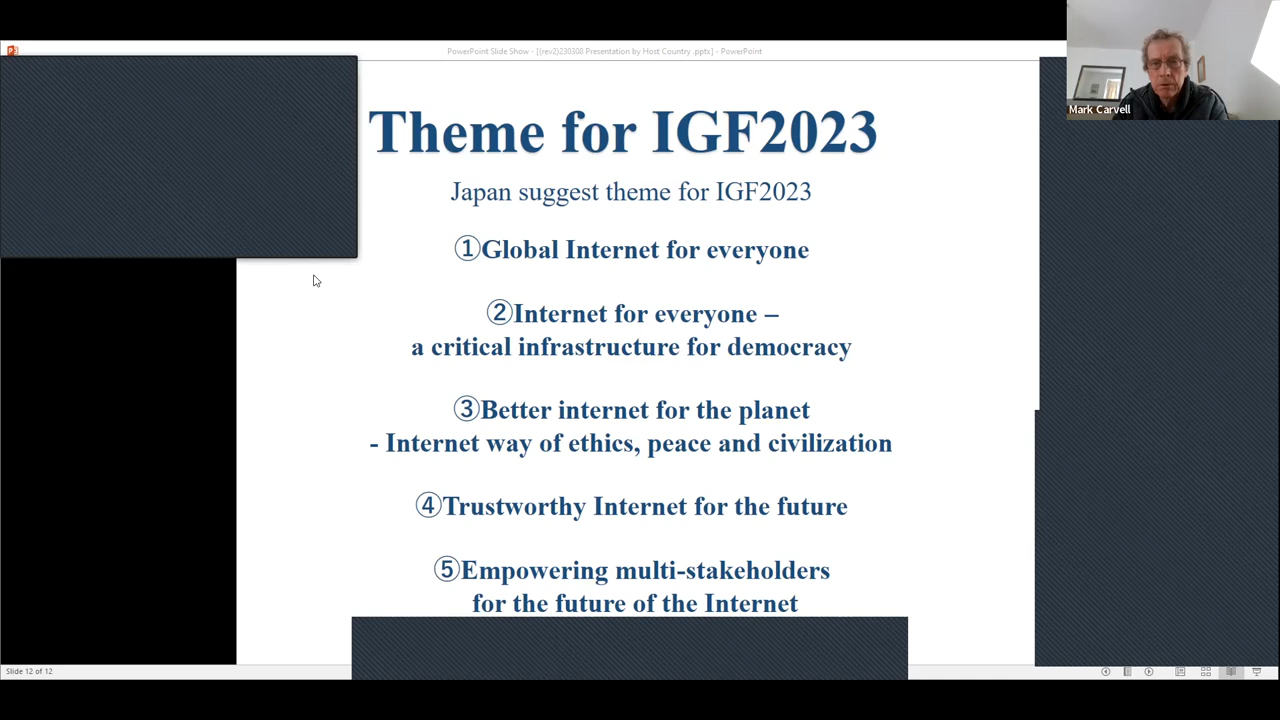 PowerPoint Slide Show - [(rev2)230308 Presentation by Host Country .pptx] - PowerPoint
Mark Carvell
Theme for IGF2023
Japan suggest theme for IGF2023
①Global Internet for everyone
②Internet for everyone –
a critical infrastructure for democracy
③Better internet for the planet
- Internet way of ethics, peace and civilization
④Trustworthy Internet for the future
⑤Empowering multi-stakeholders
for the future of the Internet
Slide 12 of 12